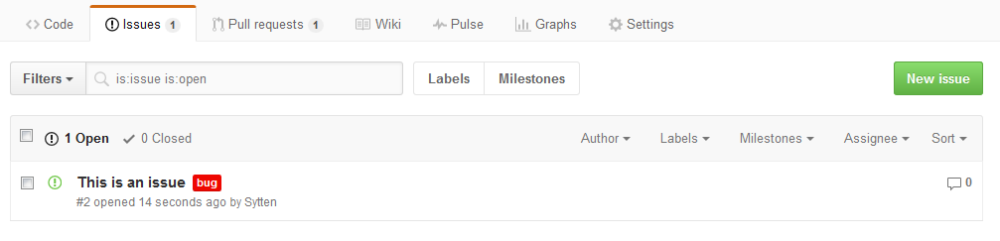 Code Issues 1 Pull requests 1 Wiki Pulse Graphs Settings
Filters is:issue is:open Labels Milestones New issue
1 Open 0 Closed Author Labels Milestones Assignee Sort
This is an issue bug 0
#2 opened 14 seconds ago by Sytten